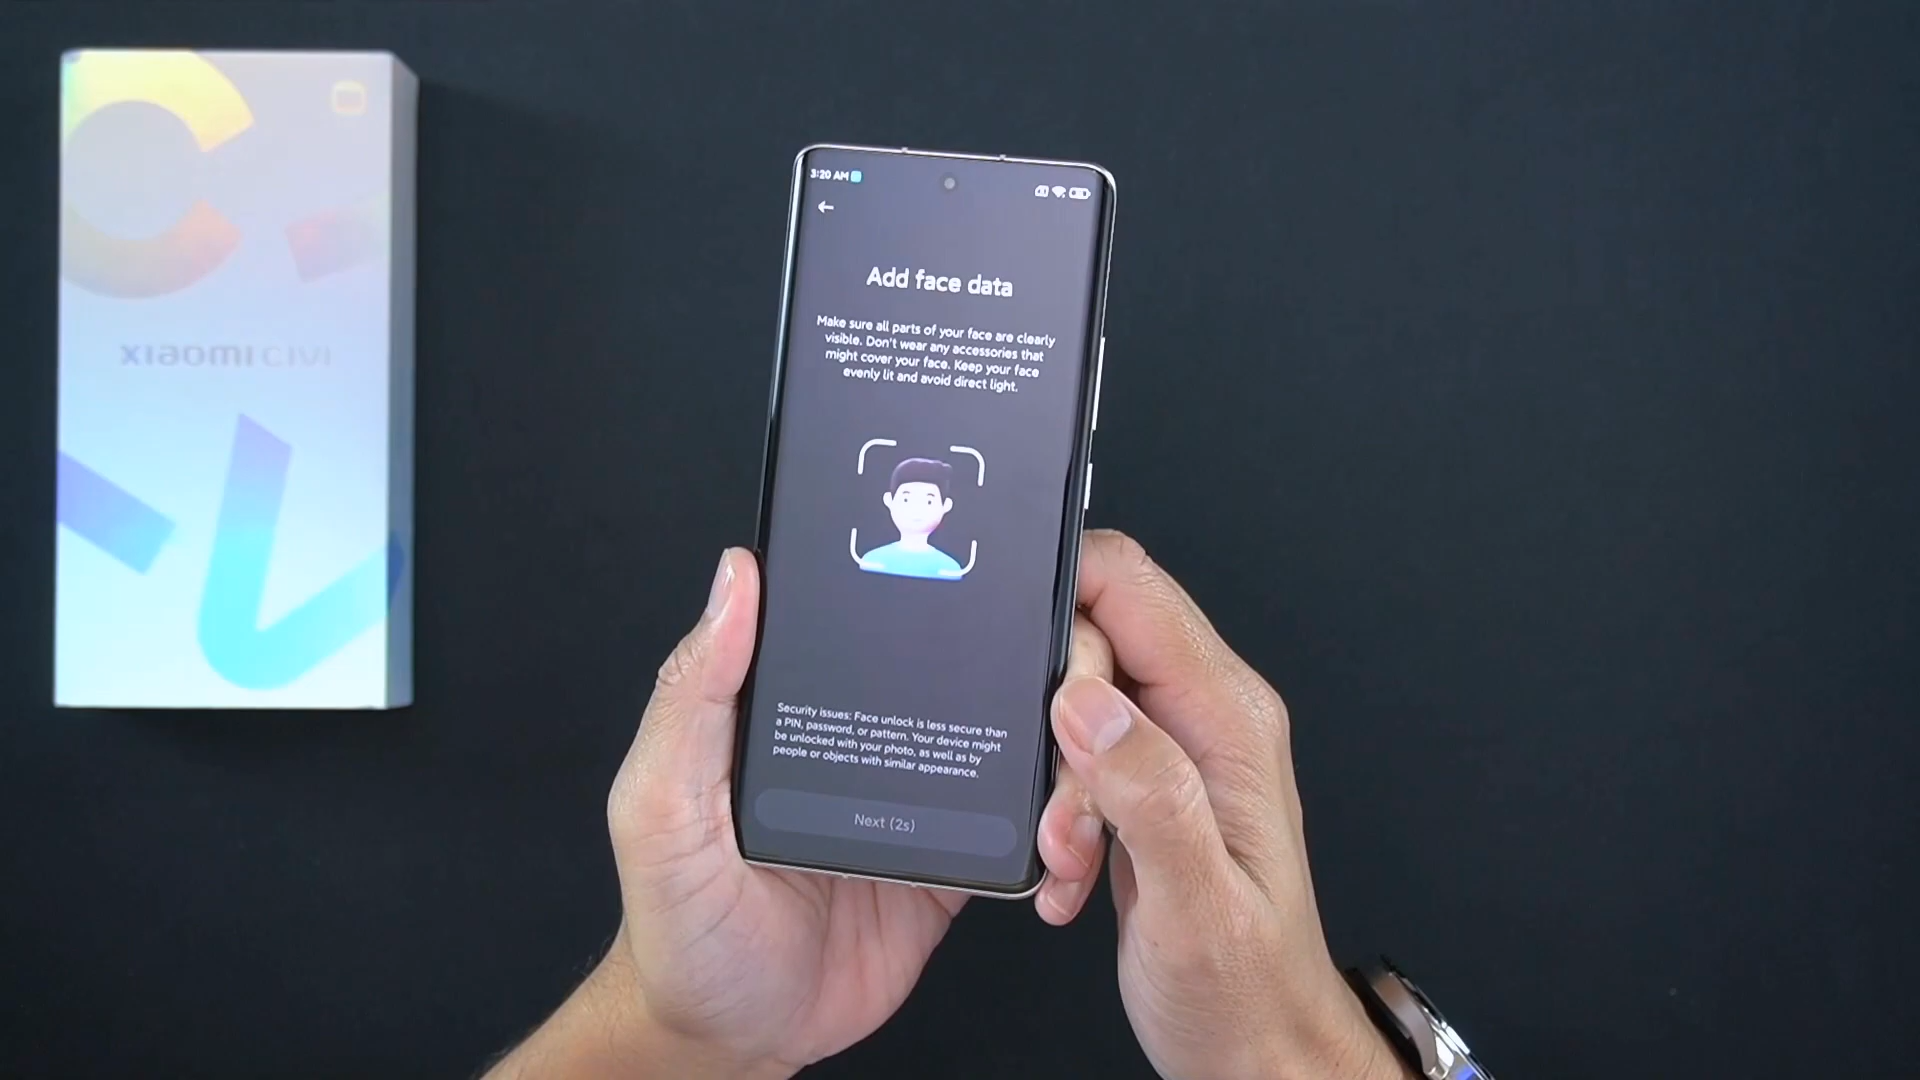 xiaomi CIVI
3:20 AM
Add face data
Make sure all parts of your face are clearly
visible. Don't wear any accessories that
might cover your face. Keep your face
evenly lit and avoid direct light.
Security issues: Face unlock is less secure than
a PIN, password, or pattern. Your device might
be unlocked with your photo, as well as by
people or objects with similar appearance.
Next (2s)